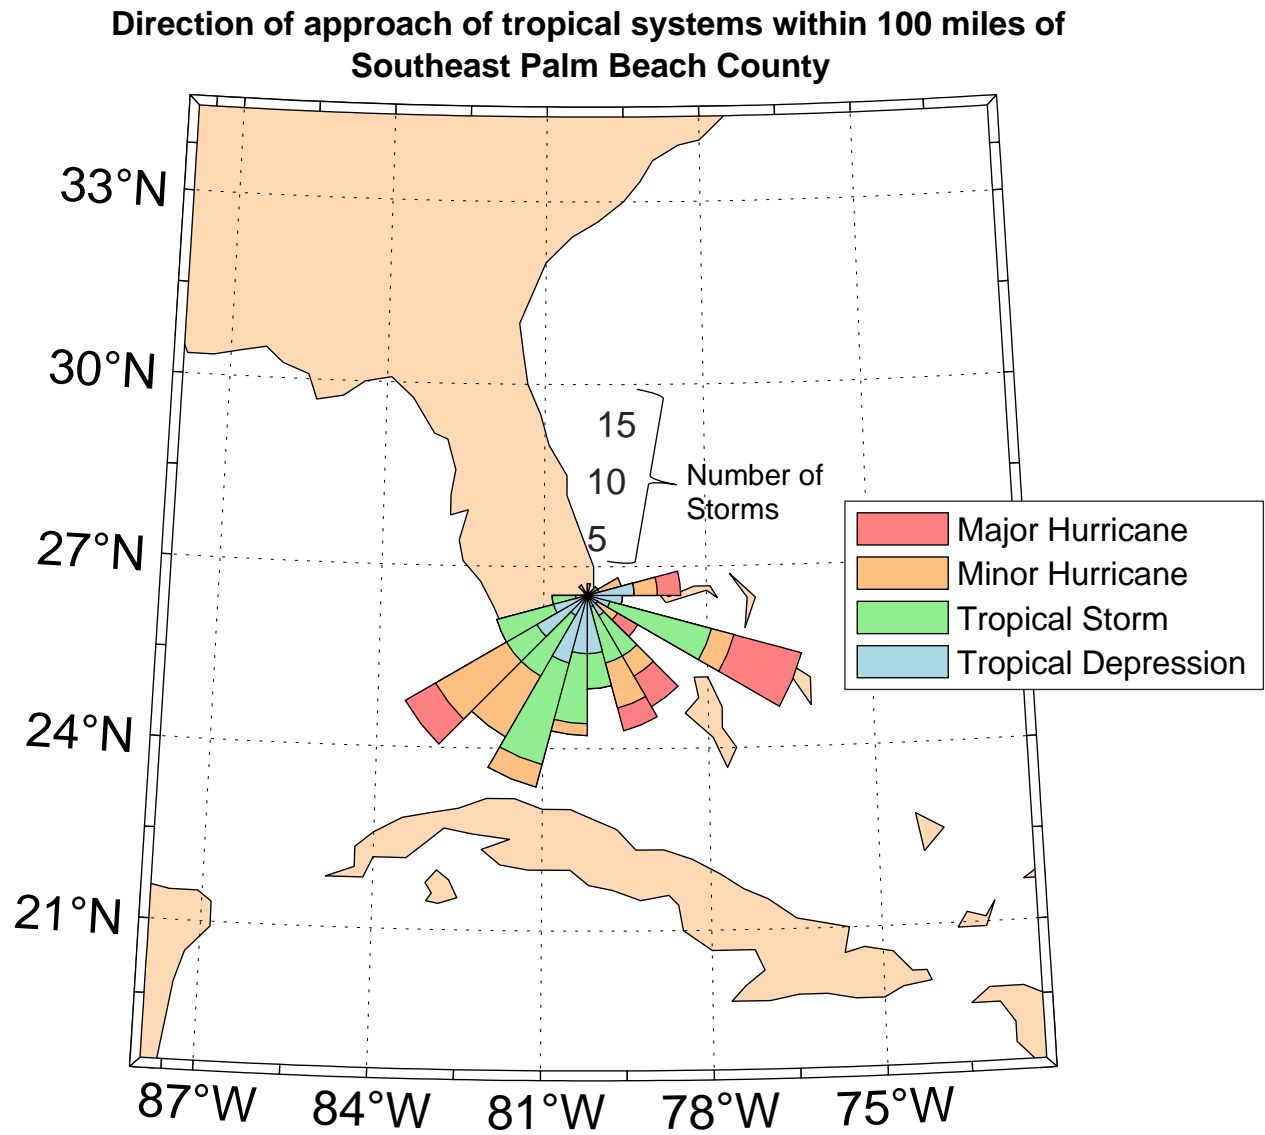 Direction of approach of tropical systems within 100 miles of
Southeast Palm Beach County
33°N
30°N
15
10
Number of
Storms
5
27°N
Major Hurricane
Minor Hurricane
Tropical Storm
Tropical Depression
24°N
21°N
87°W
84°W
81°W
78°W
75°W